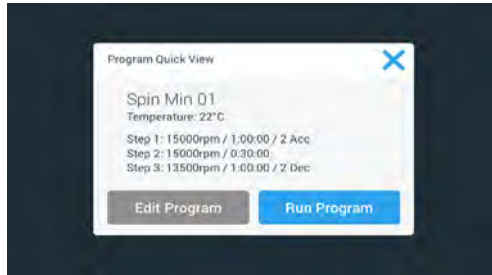 Program Quick View
Spin Min 01
Temperature: 22°C
Step 1: 15000rpm / 1:00:00 / 2 Acc
Step 2: 15000rpm / 0:30:00
Step 3: 13500rpm / 1:00:00 / 2 Dec
Edit Program
Run Program